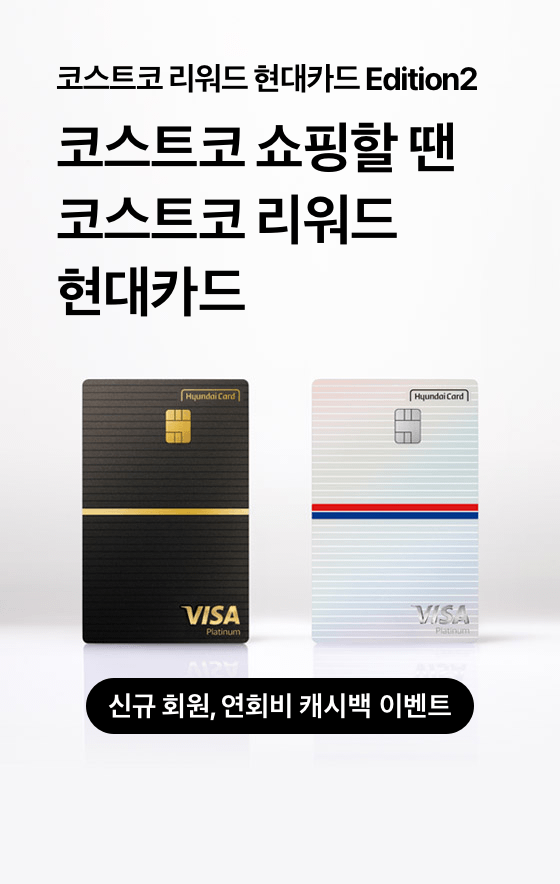 코스트코 리워드 현대카드 Edition2
코스트코 쇼핑할 땐
코스트코 리워드
현대카드
Hyundai Card
Hyundai Card
VISA
Platinum
VISA
Platinum
신규 회원, 연회비 캐시백 이벤트